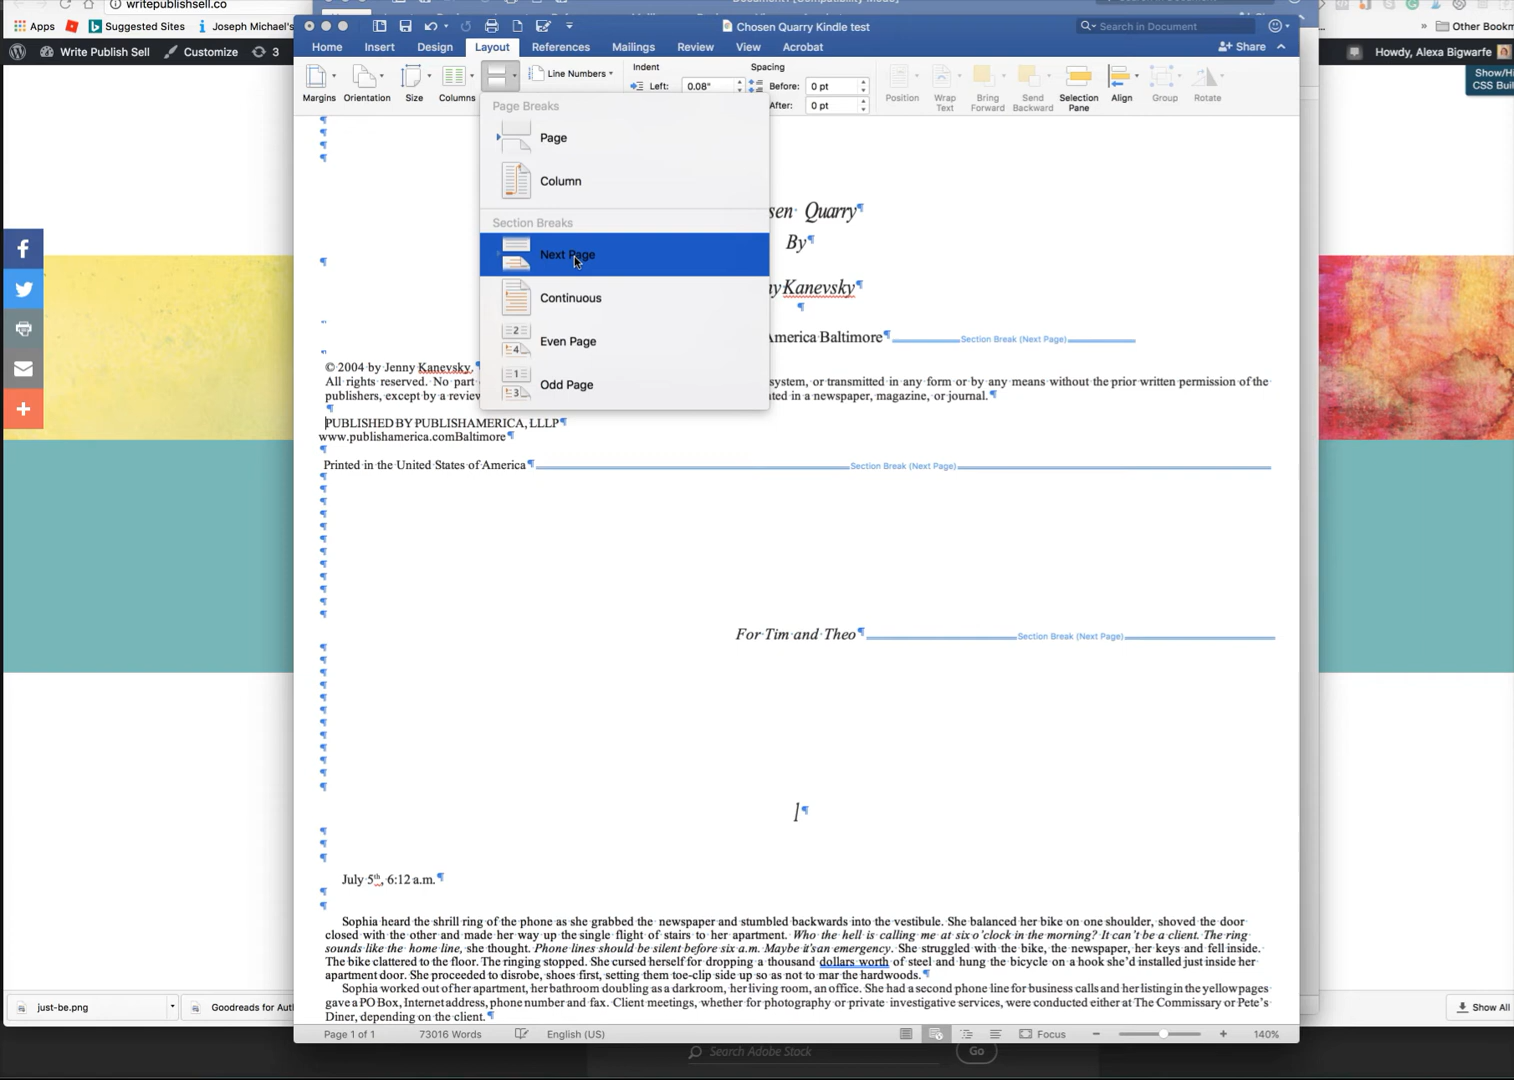 writepublishsell.co
Chosen Quarry Kindle test
Search in Document
Apps
Suggested Sites
Joseph Michael's
Other Bookm
Home
Insert
Design
Layout
References
Mailings
Review
View
Acrobat
Share
Write Publish Sell
Customize
3
Howdy, Alexa Bigwarfe
Show/Hi
CSS Buil
Line Numbers
Indent
Spacing
Left:
0.08"
Before:
0 pt
After:
0 pt
Margins
Orientation
Size
Columns
Position
Wrap
Text
Bring
Forward
Send
Backward
Selection
Pane
Align
Group
Rotate
Page Breaks
Page
Column
Section Breaks
Next Page
Continuous
Even Page
Odd Page
sen Quarry¶
By¶
ny Kanevsky¶
¶
America Baltimore¶
Section Break (Next Page)
© 2004 by Jenny Kanevsky.¶
All rights reserved. No part system, or transmitted in any form or by any means without the prior written permission of the
publishers, except by a review ted in a newspaper, magazine, or journal.¶
¶
PUBLISHED BY PUBLISHAMERICA, LLLP¶
www.publishamerica.comBaltimore¶
¶
Printed in the United States of America¶
Section Break (Next Page)
For Tim and Theo¶
Section Break (Next Page)
1¶
July 5th, 6:12 a.m.¶
Sophia heard the shrill ring of the phone as she grabbed the newspaper and stumbled backwards into the vestibule. She balanced her bike on one shoulder, shoved the door
closed with the other and made her way up the single flight of stairs to her apartment. Who the hell is calling me at six o'clock in the morning? It can't be a client. The ring
sounds like the home line, she thought. Phone lines should be silent before six a.m. Maybe it'san emergency. She struggled with the bike, the newspaper, her keys and fell inside.
The bike clattered to the floor. The ringing stopped. She cursed herself for dropping a thousand dollars worth of steel and hung the bicycle on a hook she'd installed just inside her
apartment door. She proceeded to disrobe, shoes first, setting them toe-clip side up so as not to mar the hardwoods.¶
Sophia worked out of her apartment, her bathroom doubling as a darkroom, her living room, an office. She had a second phone line for business calls and her listing in the yellow pages
gave a PO Box, Internet address, phone number and fax. Client meetings, whether for photography or private investigative services, were conducted either at The Commissary or Pete's
Diner, depending on the client.¶
just-be.png
Goodreads for Aut
Show All
Page 1 of 1
73016 Words
English (US)
Focus
140%
Search Adobe Stock
Go